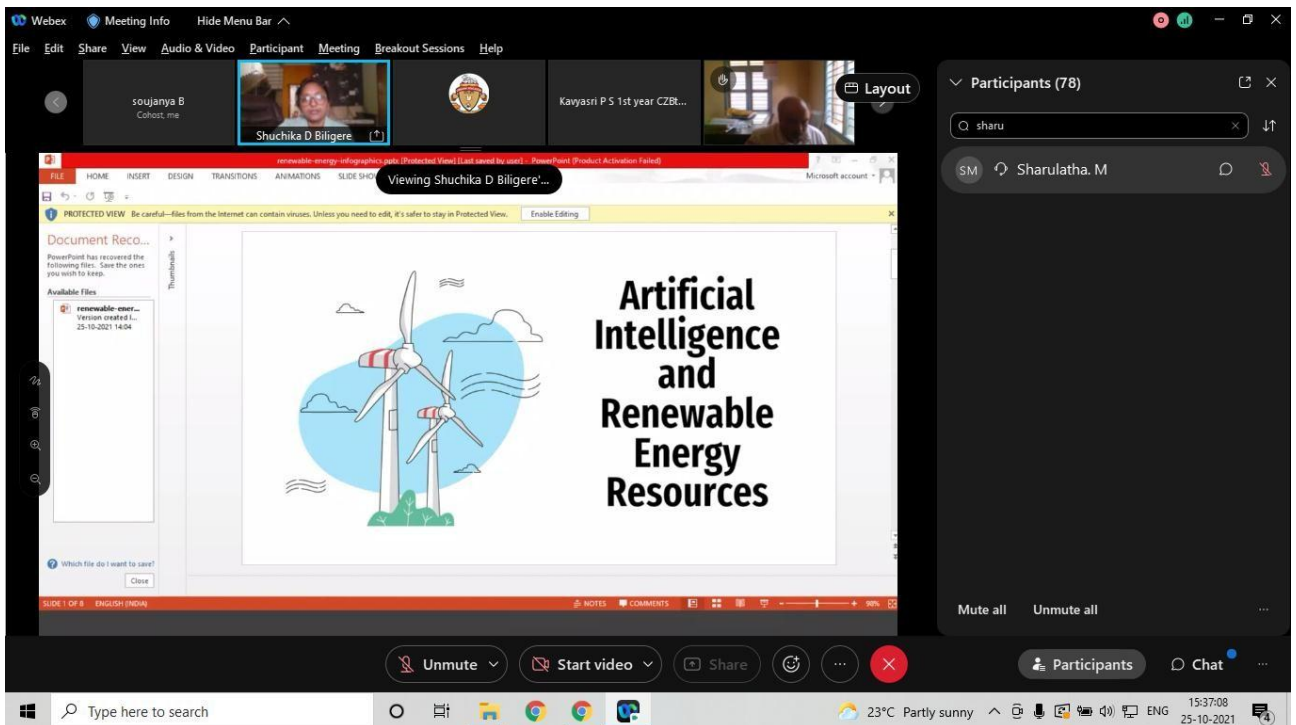 Webex Meeting Info Hide Menu Bar
File Edit Share View Audio & Video Participant Meeting Breakout Sessions Help
soujanya B
Cohost, me
Shuchika D Biligere
Kavyasri P S 1st year CZBt...
Layout
renewable-energy-infographics.pptx [Protected View] [Last saved by user] - PowerPoint (Product Activation Failed)
FILE HOME INSERT DESIGN TRANSITIONS ANIMATIONS SLIDE SHO
Viewing Shuchika D Biligere'...
Microsoft account
PROTECTED VIEW Be careful—files from the Internet can contain viruses. Unless you need to edit, it's safer to stay in Protected View. Enable Editing
Document Reco...
PowerPoint has recovered the
following files. Save the ones
you wish to keep.
Available Files
renewable-ener...
Version created l...
25-10-2021 14:04
Which file do I want to save?
Close
Thumbnails
Artificial
Intelligence
and
Renewable
Energy
Resources
SLIDE 1 OF 8 ENGLISH (INDIA) NOTES COMMENTS 98%
Participants (78)
sharu
SM Sharulatha. M
Mute all Unmute all
Unmute Start video Share Participants Chat
Type here to search
23°C Partly sunny ENG
15:37:08
25-10-2021
4